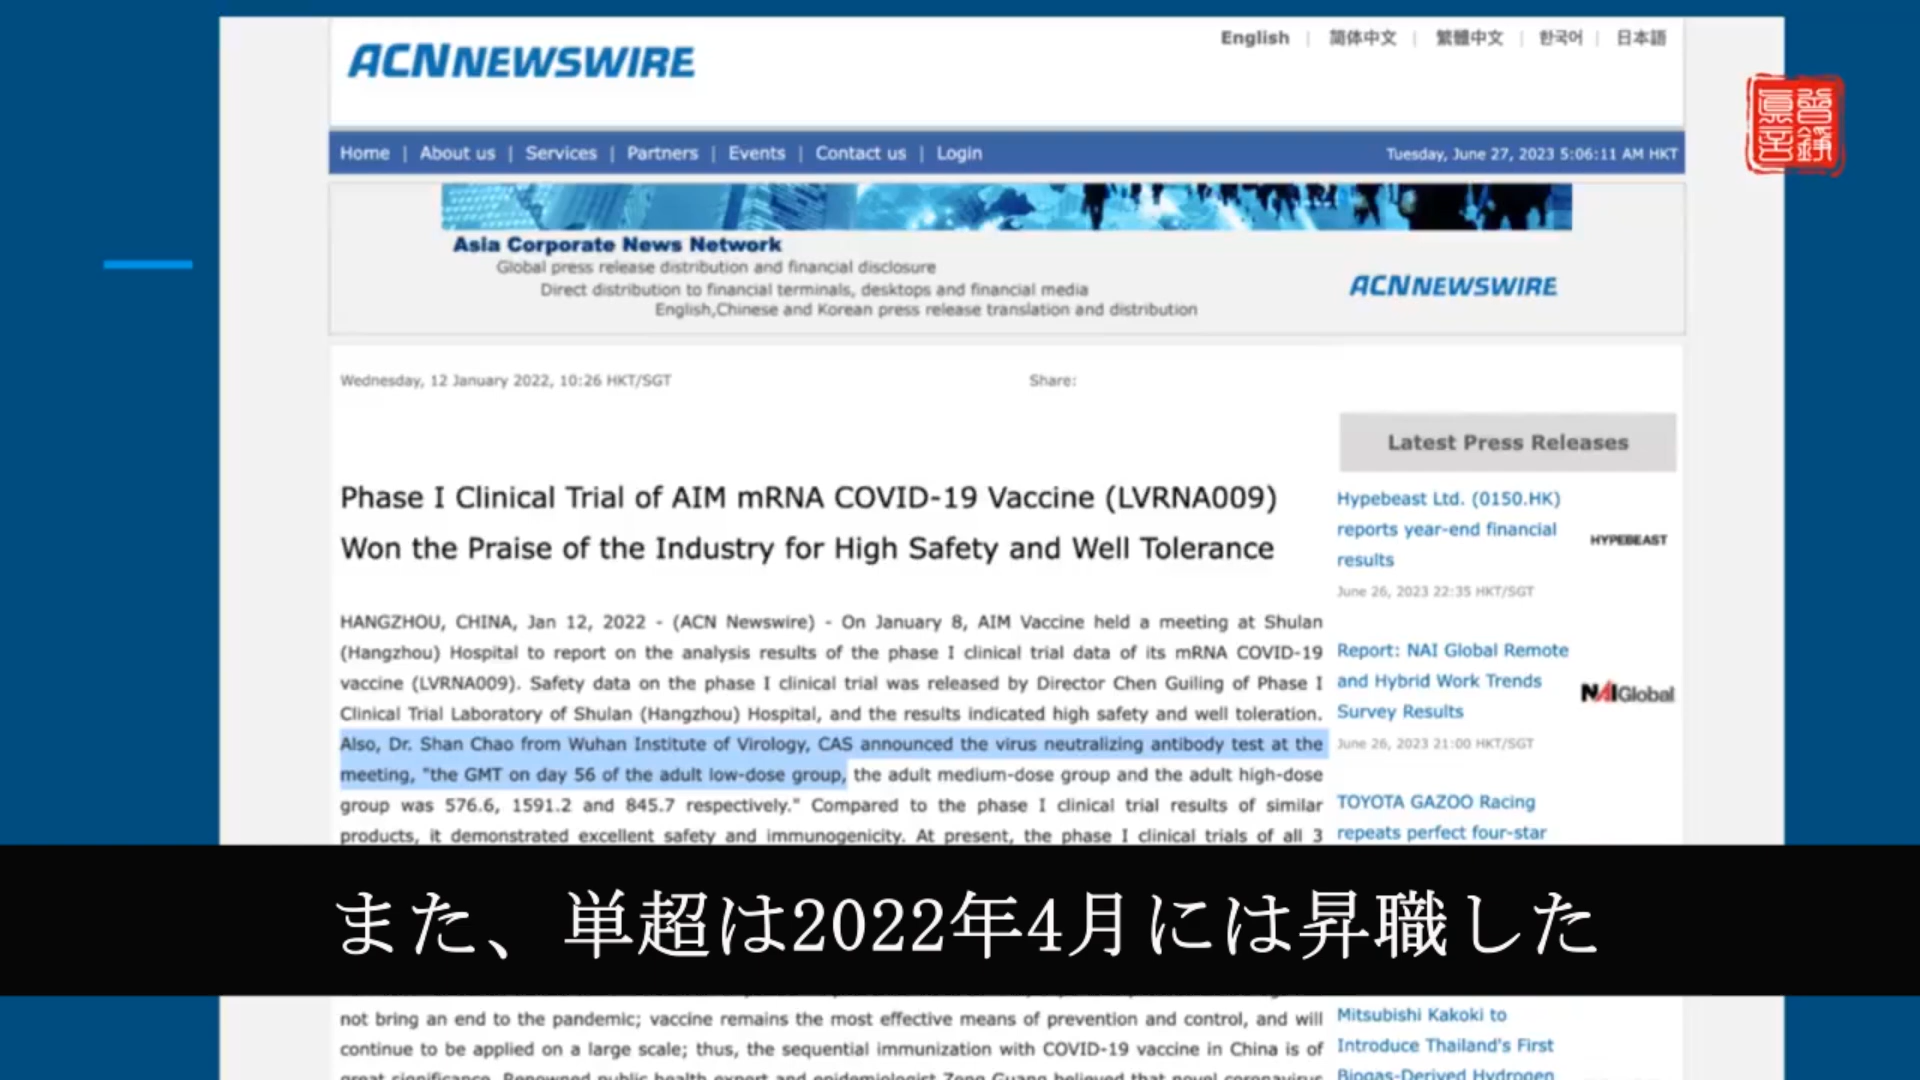 ACNNEWSWIRE
English | 简体中文 | 繁體中文 | 한국어 | 日本語
Home | About us | Services | Partners | Events | Contact us | Login
Tuesday, June 27, 2023 5:06:11 AM HKT
Asia Corporate News Network
Global press release distribution and financial disclosure
Direct distribution to financial terminals, desktops and financial media
English,Chinese and Korean press release translation and distribution
ACNNEWSWIRE
Wednesday, 12 January 2022, 10:26 HKT/SGT
Share:
Phase I Clinical Trial of AIM mRNA COVID-19 Vaccine (LVRNA009)
Won the Praise of the Industry for High Safety and Well Tolerance
HANGZHOU, CHINA, Jan 12, 2022 - (ACN Newswire) - On January 8, AIM Vaccine held a meeting at Shulan
(Hangzhou) Hospital to report on the analysis results of the phase I clinical trial data of its mRNA COVID-19
vaccine (LVRNA009). Safety data on the phase I clinical trial was released by Director Chen Guiling of Phase I
Clinical Trial Laboratory of Shulan (Hangzhou) Hospital, and the results indicated high safety and well toleration.
Also, Dr. Shan Chao from Wuhan Institute of Virology, CAS announced the virus neutralizing antibody test at the
meeting, "the GMT on day 56 of the adult low-dose group, the adult medium-dose group and the adult high-dose
group was 576.6, 1591.2 and 845.7 respectively." Compared to the phase I clinical trial results of similar
products, it demonstrated excellent safety and immunogenicity. At present, the phase I clinical trials of all 3
not bring an end to the pandemic; vaccine remains the most effective means of prevention and control, and will
continue to be applied on a large scale; thus, the sequential immunization with COVID-19 vaccine in China is of
great significance. Renowned public health expert and epidemiologist Zeng Guang believed that novel coronavirus
Latest Press Releases
Hypebeast Ltd. (0150.HK)
reports year-end financial
results
HYPEBEAST
June 26, 2023 22:35 HKT/SGT
Report: NAI Global Remote
and Hybrid Work Trends
Survey Results
NAIGlobal
June 26, 2023 21:00 HKT/SGT
TOYOTA GAZOO Racing
repeats perfect four-star
Mitsubishi Kakoki to
Introduce Thailand's First
Biogas-Derived Hydrogen
また、単超は2022年4月には昇職した